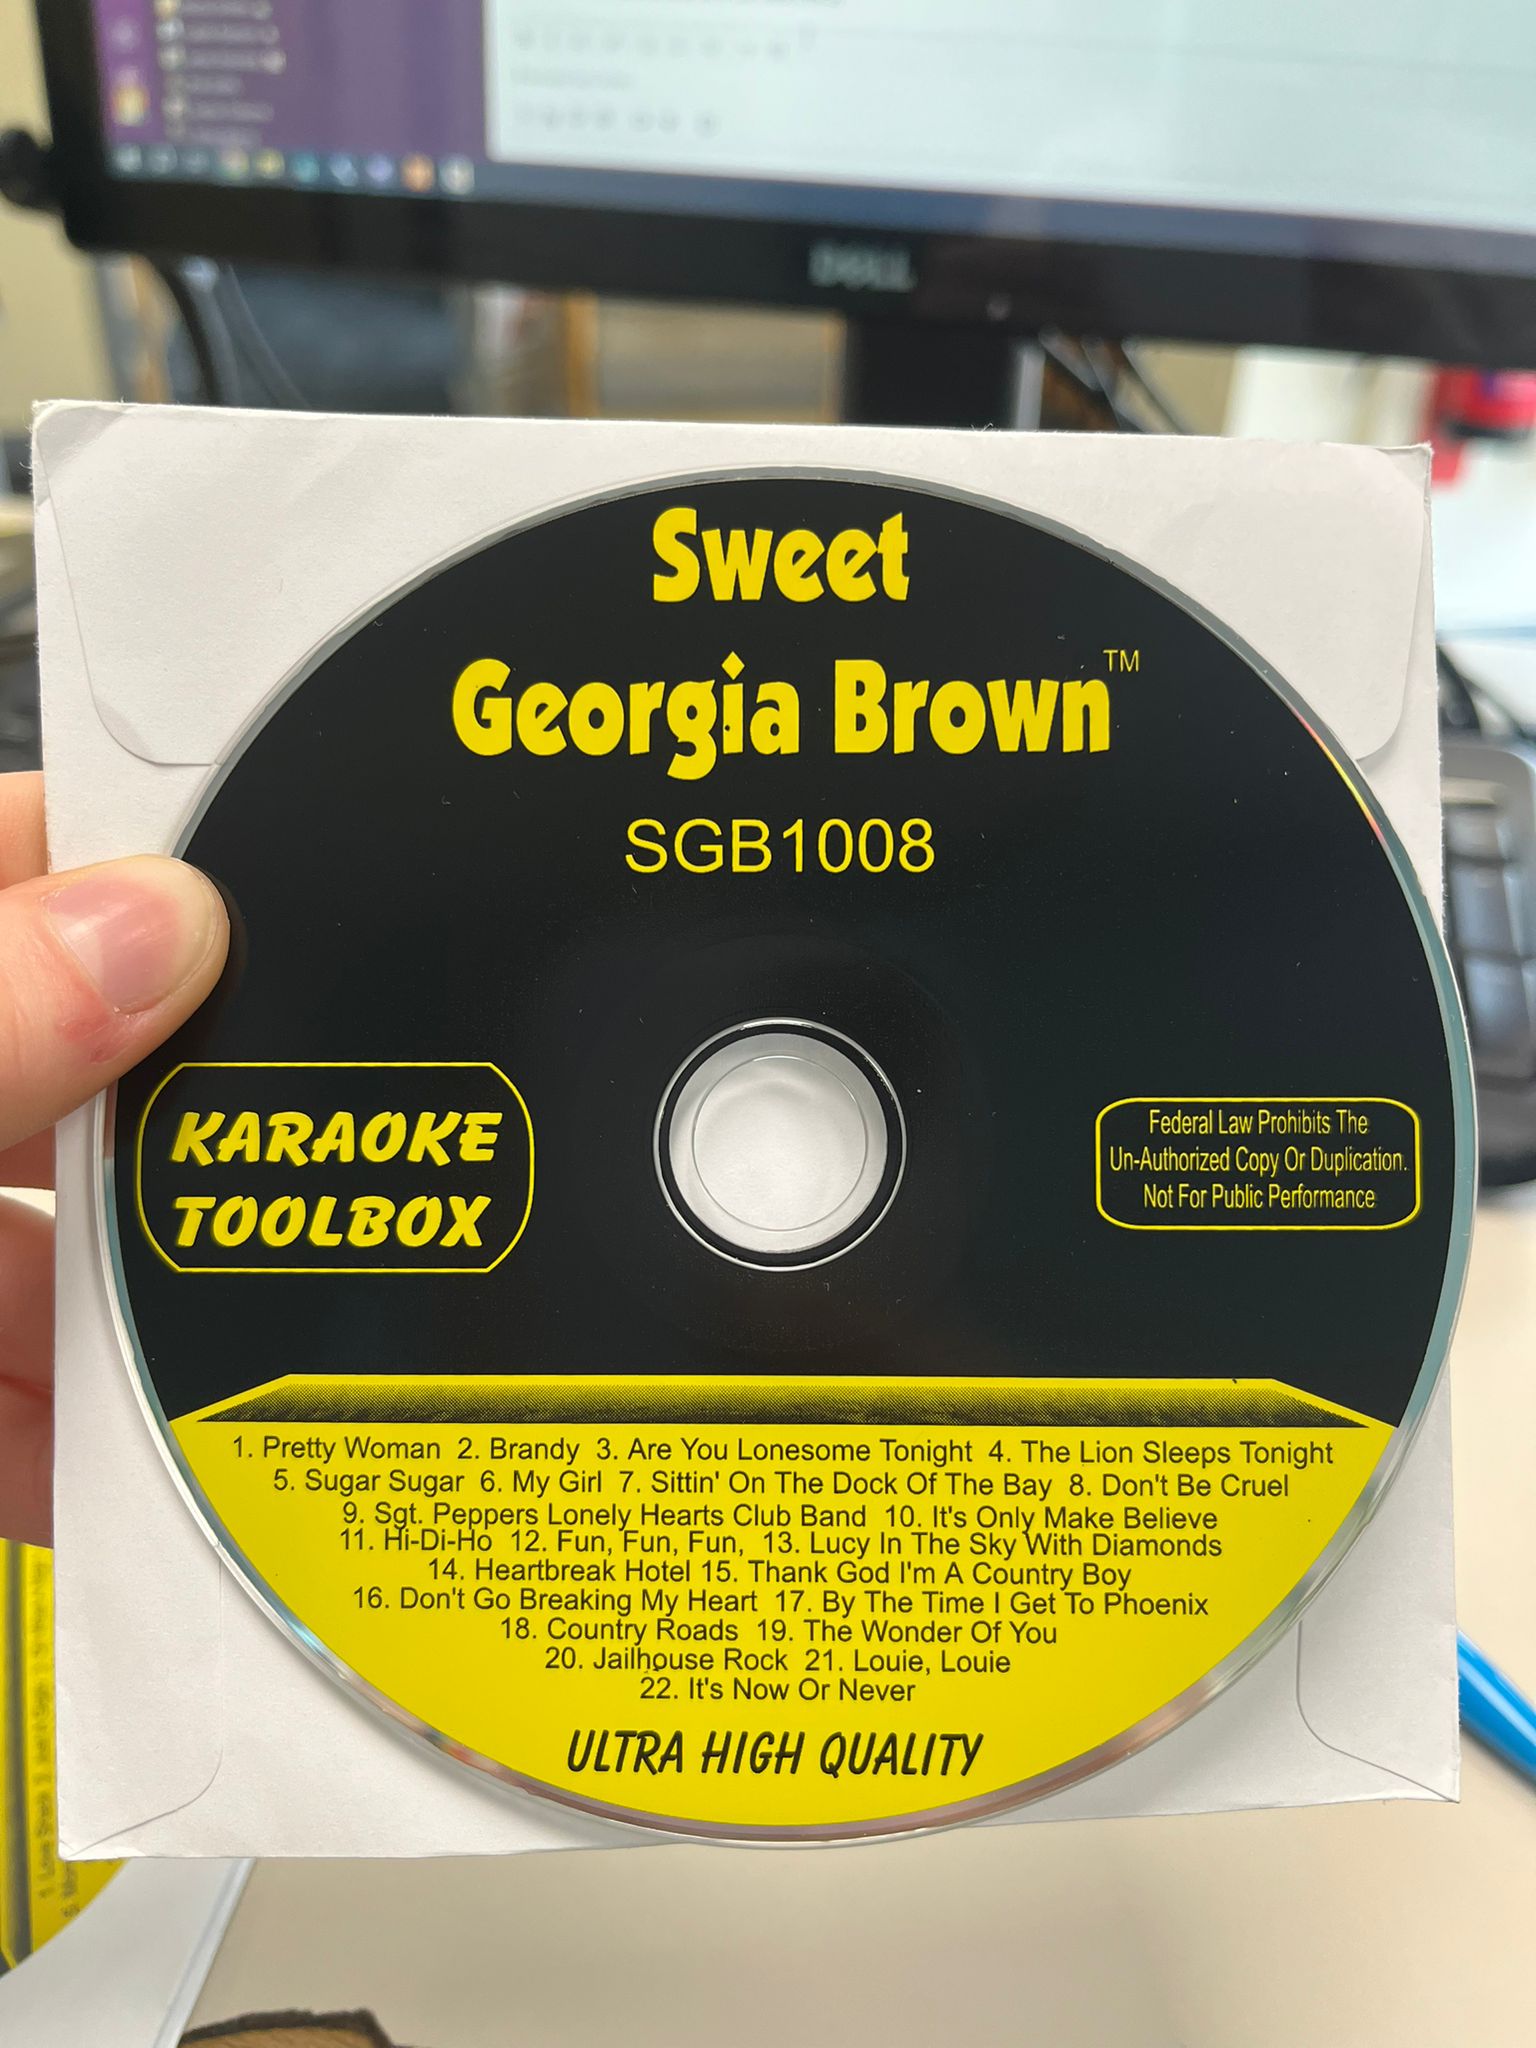 DELL
Sweet
Georgia Brown™
SGB1008
KARAOKE
TOOLBOX
Federal Law Prohibits The
Un-Authorized Copy Or Duplication.
Not For Public Performance
1. Pretty Woman 2. Brandy 3. Are You Lonesome Tonight 4. The Lion Sleeps Tonight
5. Sugar Sugar 6. My Girl 7. Sittin' On The Dock Of The Bay 8. Don't Be Cruel
9. Sgt. Peppers Lonely Hearts Club Band 10. It's Only Make Believe
11. Hi-Di-Ho 12. Fun, Fun, Fun, 13. Lucy In The Sky With Diamonds
14. Heartbreak Hotel 15. Thank God I'm A Country Boy
16. Don't Go Breaking My Heart 17. By The Time I Get To Phoenix
18. Country Roads 19. The Wonder Of You
20. Jailhouse Rock 21. Louie, Louie
22. It's Now Or Never
ULTRA HIGH QUALITY